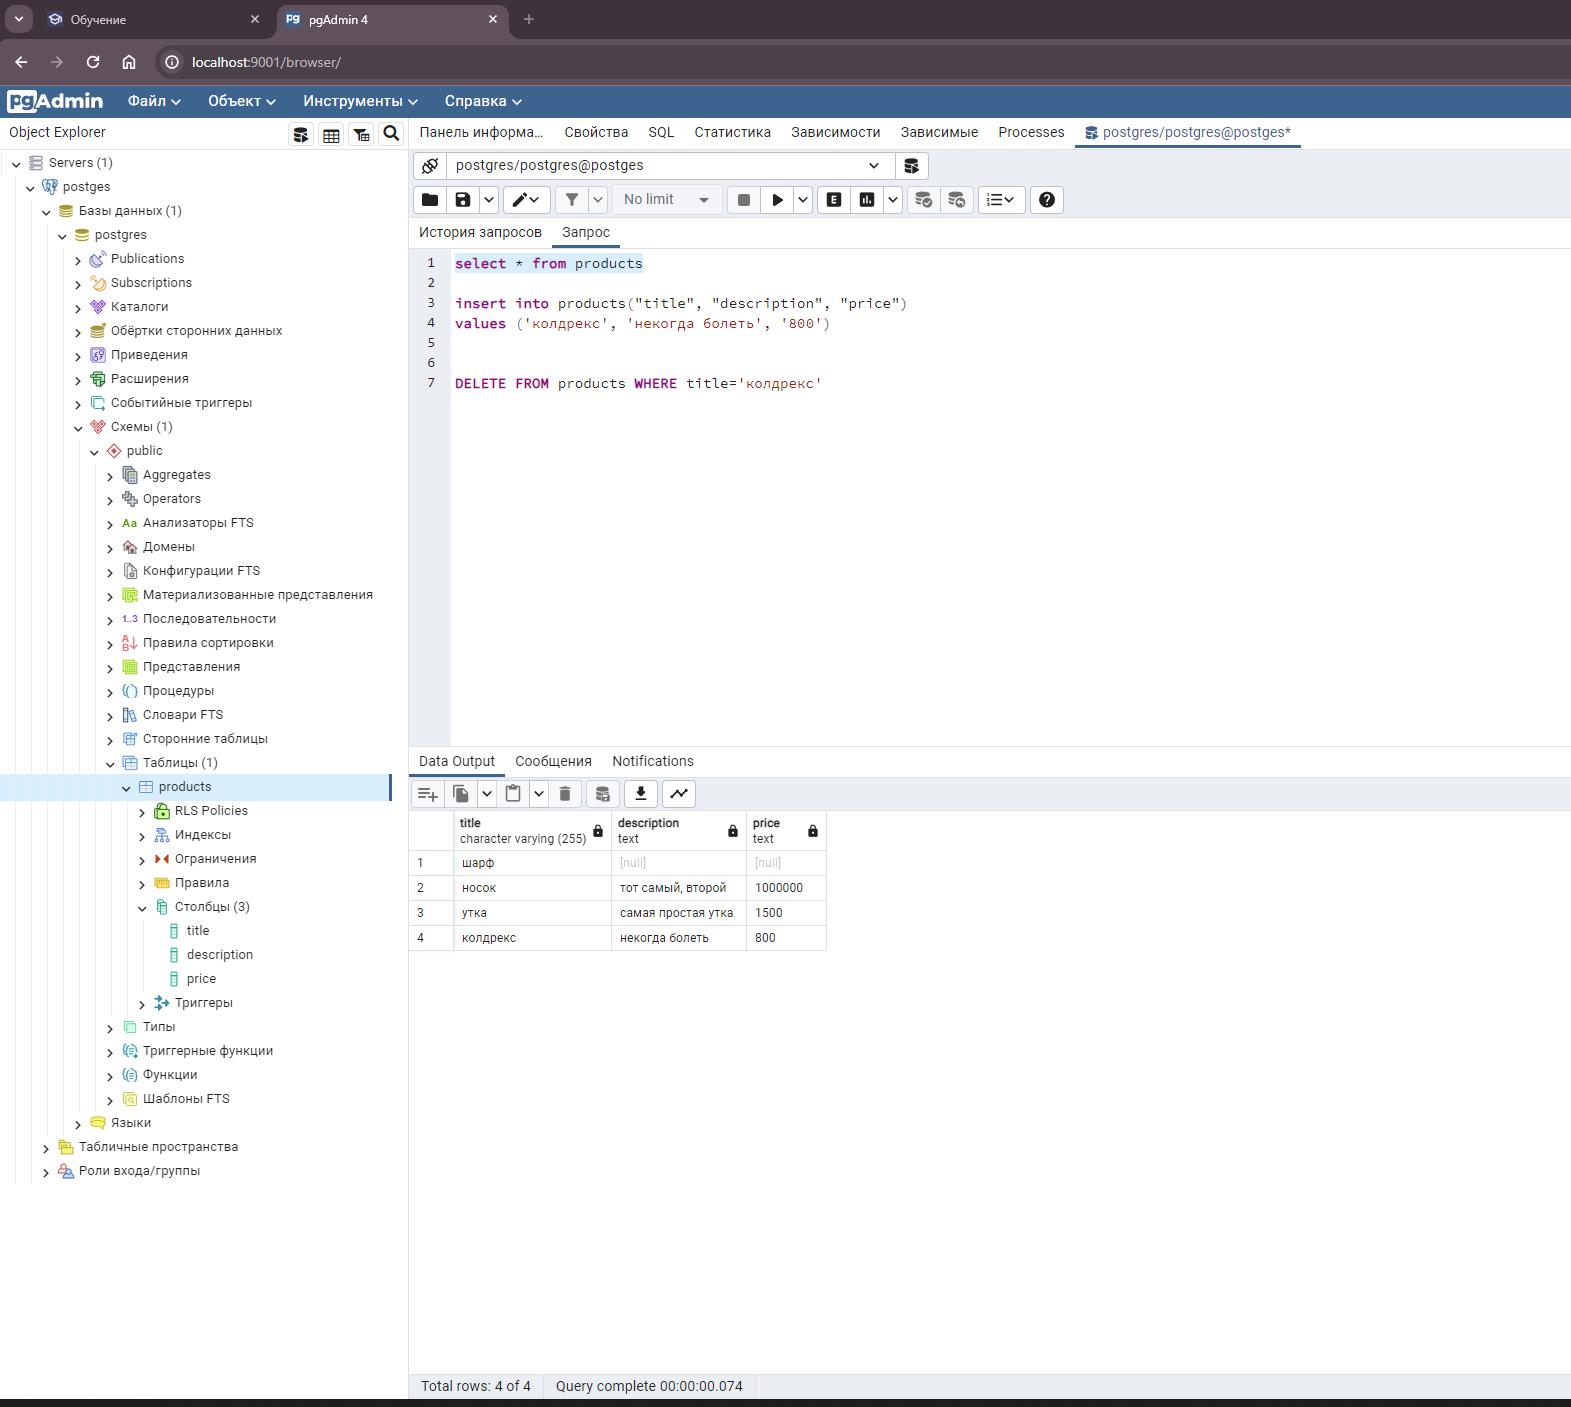 Обучение
pgAdmin 4
localhost:9001/browser/
pgAdmin
Файл
Объект
Инструменты
Справка
Object Explorer
Панель информа...
Свойства
SQL
Статистика
Зависимости
Зависимые
Processes
postgres/postgres@postges*
Servers (1)
postges
Базы данных (1)
postgres
Publications
Subscriptions
Каталоги
Обёртки сторонних данных
Приведения
Расширения
Событийные триггеры
Схемы (1)
public
Aggregates
Operators
Aa Анализаторы FTS
Домены
Конфигурации FTS
Материализованные представления
1..3 Последовательности
Правила сортировки
Представления
Процедуры
Словари FTS
Сторонние таблицы
Таблицы (1)
products
RLS Policies
Индексы
Ограничения
Правила
Столбцы (3)
title
description
price
Триггеры
Типы
Триггерные функции
Функции
Шаблоны FTS
Языки
Табличные пространства
Роли входа/группы
postgres/postgres@postges
No limit
E
История запросов
Запрос
1 select * from products
2
3 insert into products("title", "description", "price")
4 values ('колдрекс', 'некогда болеть', '800')
5
6
7 DELETE FROM products WHERE title='колдрекс'
Data Output
Сообщения
Notifications
title description price
character varying (255) text text
1 шарф [null] [null]
2 носок тот самый, второй 1000000
3 утка самая простая утка 1500
4 колдрекс некогда болеть 800
Total rows: 4 of 4
Query complete 00:00:00.074